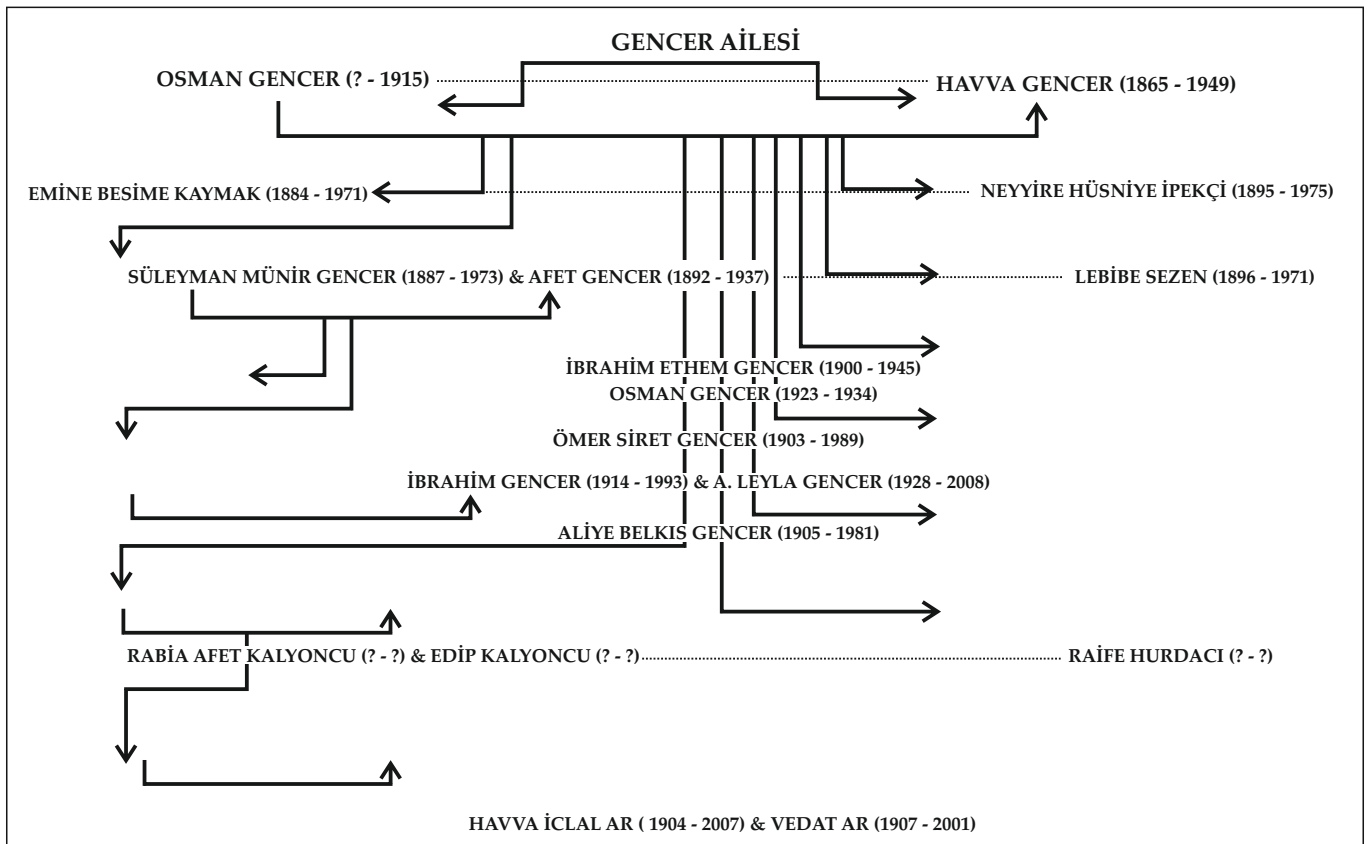 GENCER AİLESİ
OSMAN GENCER (? - 1915)
HAVVA GENCER (1865 - 1949)
EMİNE BESİME KAYMAK (1884 - 1971)
NEYYİRE HÜSNİYE İPEKÇİ (1895 - 1975)
SÜLEYMAN MÜNİR GENCER (1887 - 1973) & AFET GENCER (1892 - 1937)
LEBİBE SEZEN (1896 - 1971)
İBRAHİM ETHEM GENCER (1900 - 1945)
OSMAN GENCER (1923 - 1934)
ÖMER SİRET GENCER (1903 - 1989)
İBRAHİM GENCER (1914 - 1993) & A. LEYLA GENCER (1928 - 2008)
ALİYE BELKIS GENCER (1905 - 1981)
RABİA AFET KALYONCU (? - ?) & EDİP KALYONCU (? - ?)
RAİFE HURDACI (? - ?)
HAVVA İCLAL AR ( 1904 - 2007) & VEDAT AR (1907 - 2001)